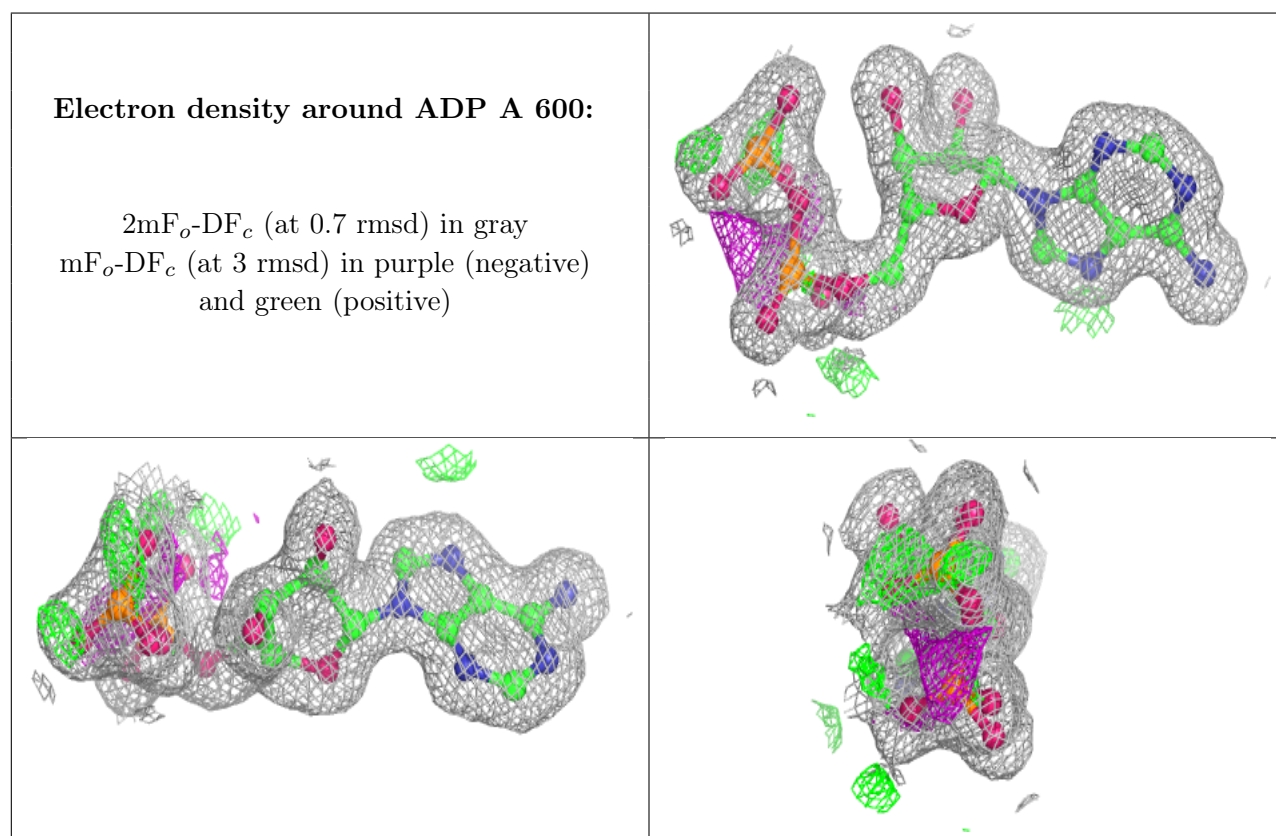 Electron density around ADP A 600:
2mFo-DFc (at 0.7 rmsd) in gray
mFo-DFc (at 3 rmsd) in purple (negative)
and green (positive)